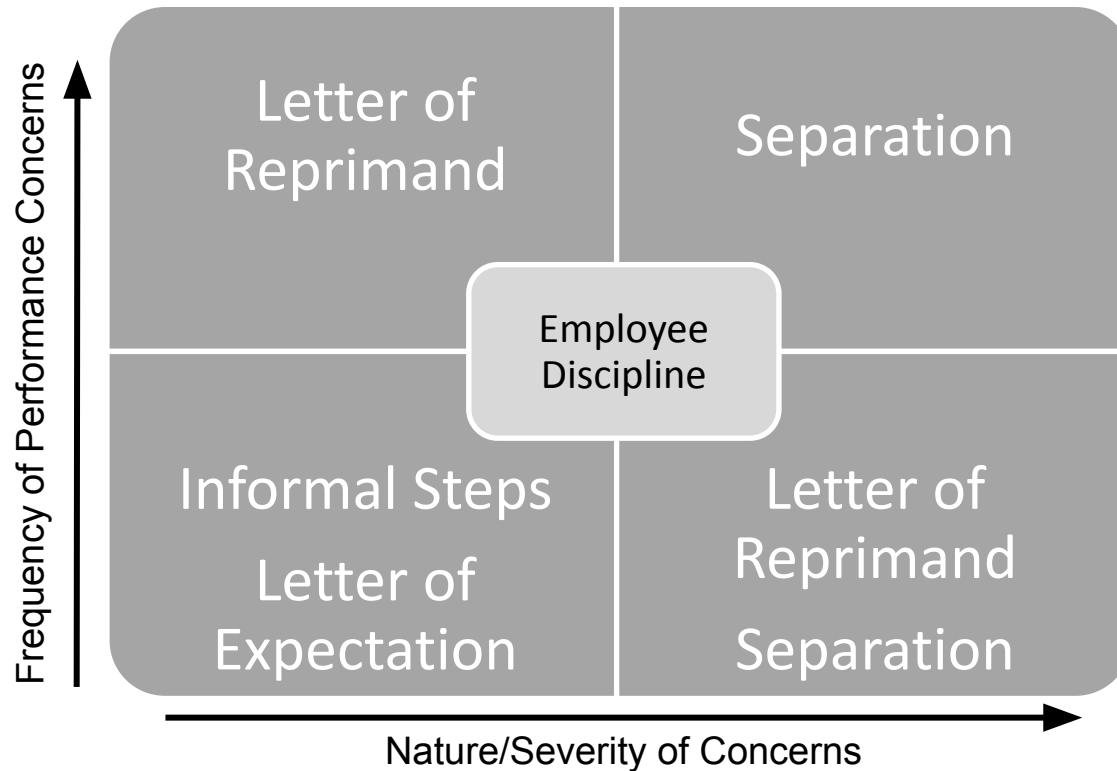 Frequency of Performance Concerns
Letter of
Reprimand
Separation
Employee
Discipline
Informal Steps
Letter of
Expectation
Letter of
Reprimand
Separation
Nature/Severity of Concerns